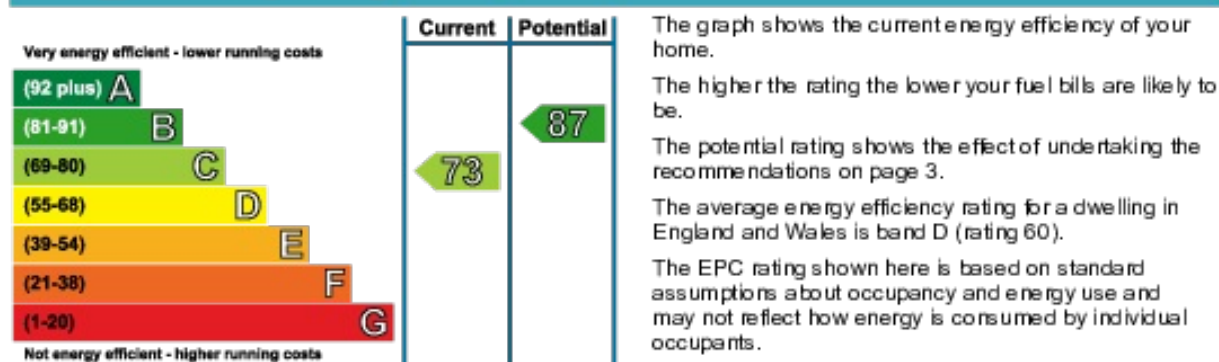 Current Potential
Very energy efficient - lower running costs
(92 plus) A
(81-91) B
87
(69-80) C
73
(55-68) D
(39-54) E
(21-38) F
(1-20) G
Not energy efficient - higher running costs
The graph shows the current energy efficiency of your
home.
The higher the rating the lower your fuel bills are likely to
be.
The potential rating shows the effect of undertaking the
recommendations on page 3.
The average energy efficiency rating for a dwelling in
England and Wales is band D (rating 60).
The EPC rating shown here is based on standard
assumptions about occupancy and energy use and
may not reflect how energy is consumed by individual
occupants.